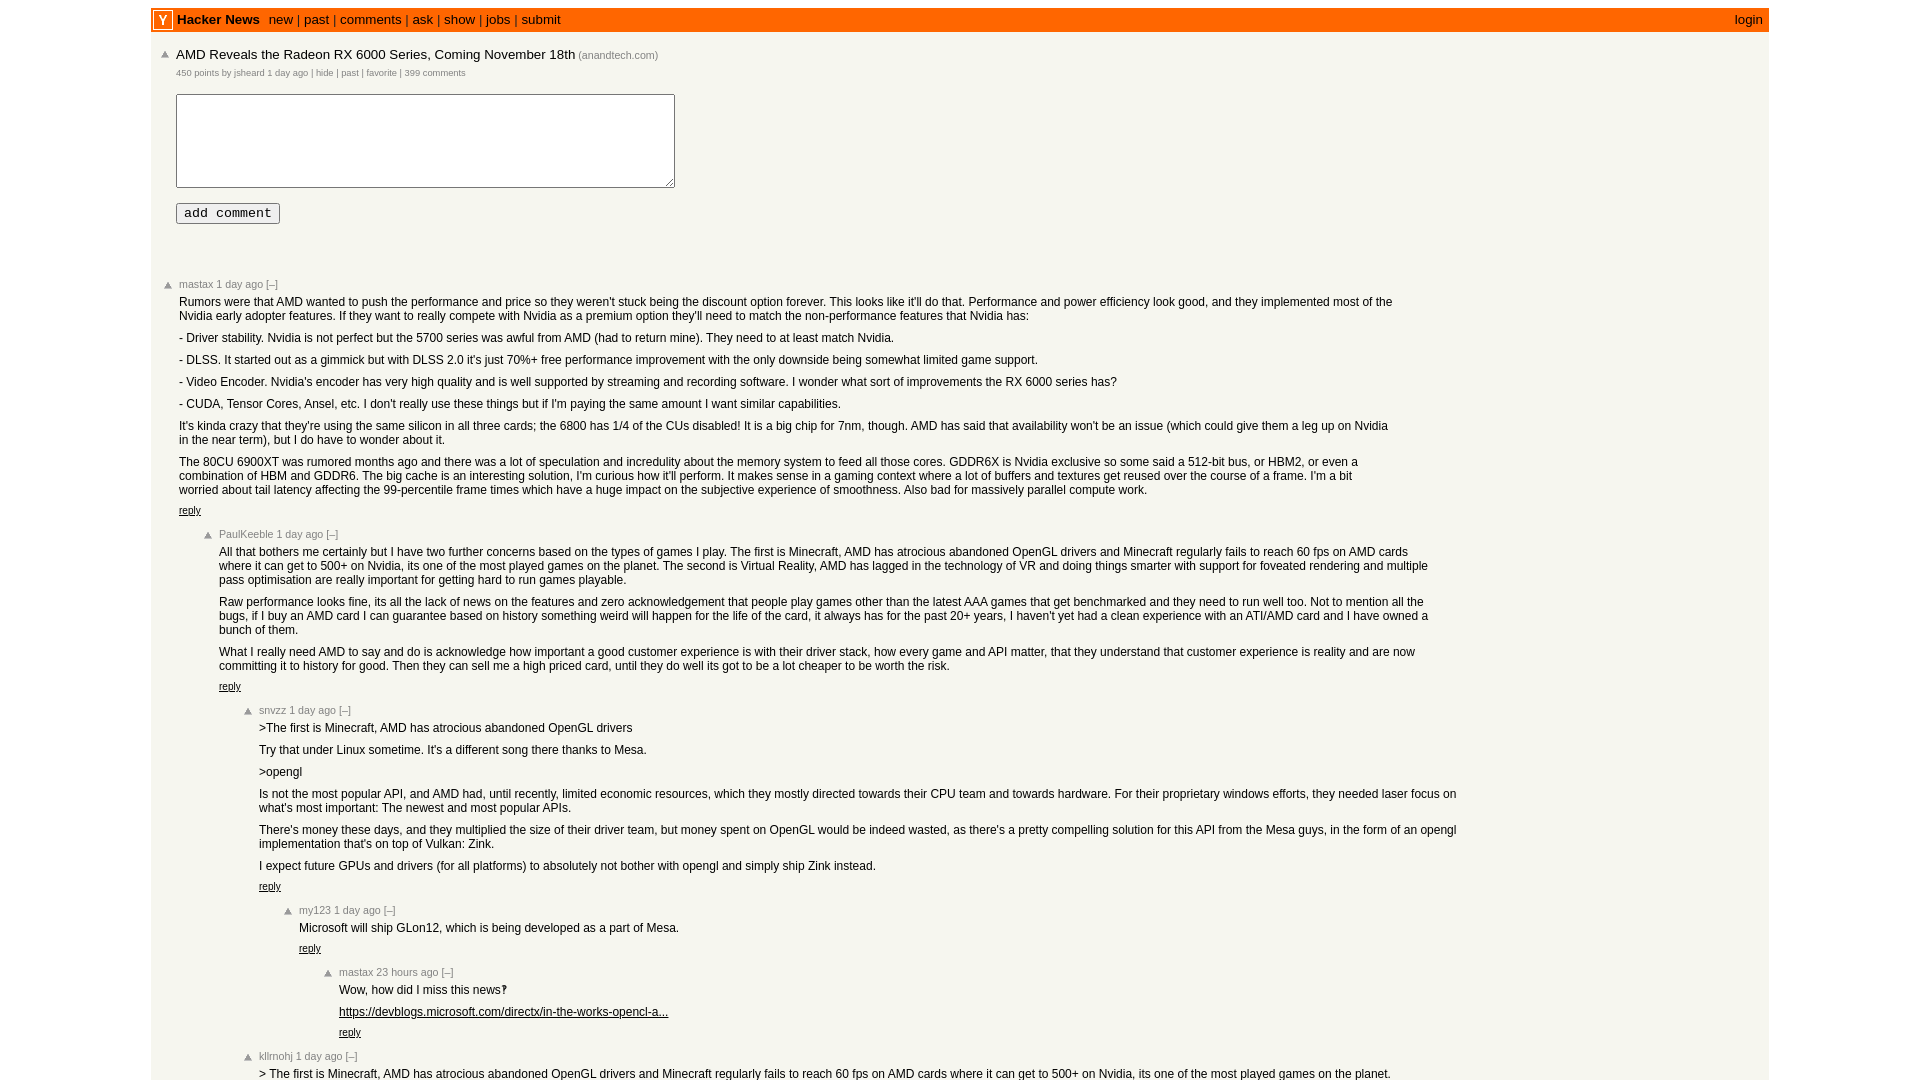 Y Hacker News new | past | comments | ask | show | jobs | submit login
AMD Reveals the Radeon RX 6000 Series, Coming November 18th (anandtech.com)
450 points by jsheard 1 day ago | hide | past | favorite | 399 comments
add comment
mastax 1 day ago [–]
Rumors were that AMD wanted to push the performance and price so they weren't stuck being the discount option forever. This looks like it'll do that. Performance and power efficiency look good, and they implemented most of the
Nvidia early adopter features. If they want to really compete with Nvidia as a premium option they'll need to match the non-performance features that Nvidia has:
- Driver stability. Nvidia is not perfect but the 5700 series was awful from AMD (had to return mine). They need to at least match Nvidia.
- DLSS. It started out as a gimmick but with DLSS 2.0 it's just 70%+ free performance improvement with the only downside being somewhat limited game support.
- Video Encoder. Nvidia's encoder has very high quality and is well supported by streaming and recording software. I wonder what sort of improvements the RX 6000 series has?
- CUDA, Tensor Cores, Ansel, etc. I don't really use these things but if I'm paying the same amount I want similar capabilities.
It's kinda crazy that they're using the same silicon in all three cards; the 6800 has 1/4 of the CUs disabled! It is a big chip for 7nm, though. AMD has said that availability won't be an issue (which could give them a leg up on Nvidia
in the near term), but I do have to wonder about it.
The 80CU 6900XT was rumored months ago and there was a lot of speculation and incredulity about the memory system to feed all those cores. GDDR6X is Nvidia exclusive so some said a 512-bit bus, or HBM2, or even a
combination of HBM and GDDR6. The big cache is an interesting solution, I'm curious how it'll perform. It makes sense in a gaming context where a lot of buffers and textures get reused over the course of a frame. I'm a bit
worried about tail latency affecting the 99-percentile frame times which have a huge impact on the subjective experience of smoothness. Also bad for massively parallel compute work.
reply
PaulKeeble 1 day ago [–]
All that bothers me certainly but I have two further concerns based on the types of games I play. The first is Minecraft, AMD has atrocious abandoned OpenGL drivers and Minecraft regularly fails to reach 60 fps on AMD cards
where it can get to 500+ on Nvidia, its one of the most played games on the planet. The second is Virtual Reality, AMD has lagged in the technology of VR and doing things smarter with support for foveated rendering and multiple
pass optimisation are really important for getting hard to run games playable.
Raw performance looks fine, its all the lack of news on the features and zero acknowledgement that people play games other than the latest AAA games that get benchmarked and they need to run well too. Not to mention all the
bugs, if I buy an AMD card I can guarantee based on history something weird will happen for the life of the card, it always has for the past 20+ years, I haven't yet had a clean experience with an ATI/AMD card and I have owned a
bunch of them.
What I really need AMD to say and do is acknowledge how important a good customer experience is with their driver stack, how every game and API matter, that they understand that customer experience is reality and are now
committing it to history for good. Then they can sell me a high priced card, until they do well its got to be a lot cheaper to be worth the risk.
reply
snvzz 1 day ago [–]
>The first is Minecraft, AMD has atrocious abandoned OpenGL drivers
Try that under Linux sometime. It's a different song there thanks to Mesa.
>opengl
Is not the most popular API, and AMD had, until recently, limited economic resources, which they mostly directed towards their CPU team and towards hardware. For their proprietary windows efforts, they needed laser focus on
what's most important: The newest and most popular APIs.
There's money these days, and they multiplied the size of their driver team, but money spent on OpenGL would be indeed wasted, as there's a pretty compelling solution for this API from the Mesa guys, in the form of an opengl
implementation that's on top of Vulkan: Zink.
I expect future GPUs and drivers (for all platforms) to absolutely not bother with opengl and simply ship Zink instead.
reply
my123 1 day ago [–]
Microsoft will ship GLon12, which is being developed as a part of Mesa.
reply
mastax 23 hours ago [–]
Wow, how did I miss this news‽
https://devblogs.microsoft.com/directx/in-the-works-opencl-a...
reply
kllrnohj 1 day ago [–]
> The first is Minecraft, AMD has atrocious abandoned OpenGL drivers and Minecraft regularly fails to reach 60 fps on AMD cards where it can get to 500+ on Nvidia, its one of the most played games on the planet.